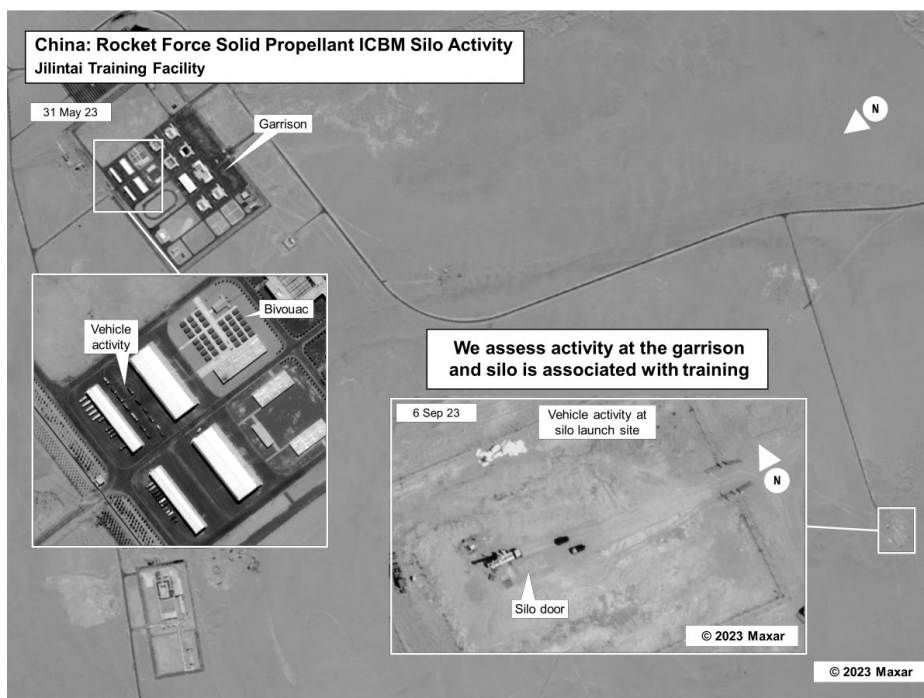 China: Rocket Force Solid Propellant ICBM Silo Activity
Jilintai Training Facility
31 May 23
Garrison
N
Bivouac
Vehicle
activity
We assess activity at the garrison
and silo is associated with training
6 Sep 23
Vehicle activity at
silo launch site
N
Silo door
© 2023 Maxar
© 2023 Maxar